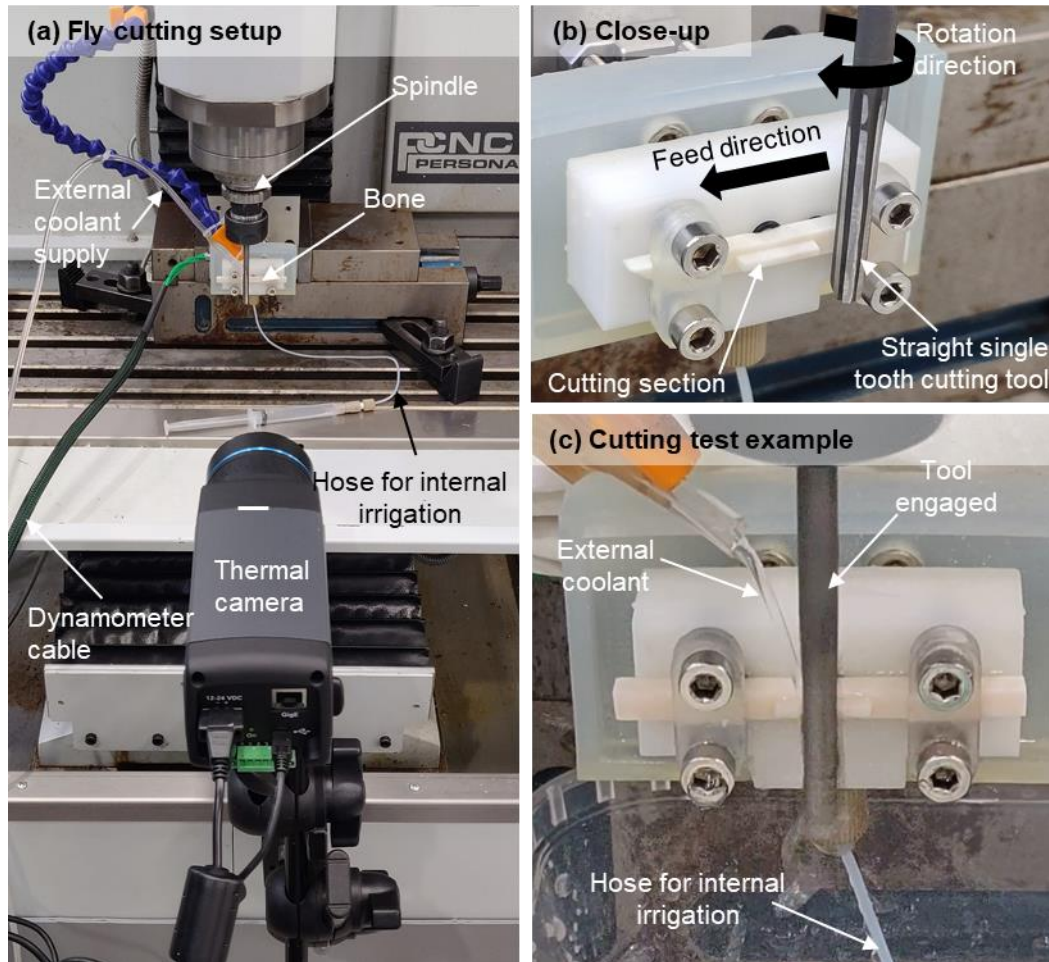 (a) Fly cutting setup
Spindle
PCNC
PERSONA
External
coolant
supply
Bone
Hose for internal
irrigation
Thermal
camera
Dynamometer
cable
12-24 VDC
GigE
(b) Close-up
Rotation
direction
Feed direction
Cutting section
Straight single
tooth cutting tool
(c) Cutting test example
Tool
engaged
External
coolant
Hose for internal
irrigation